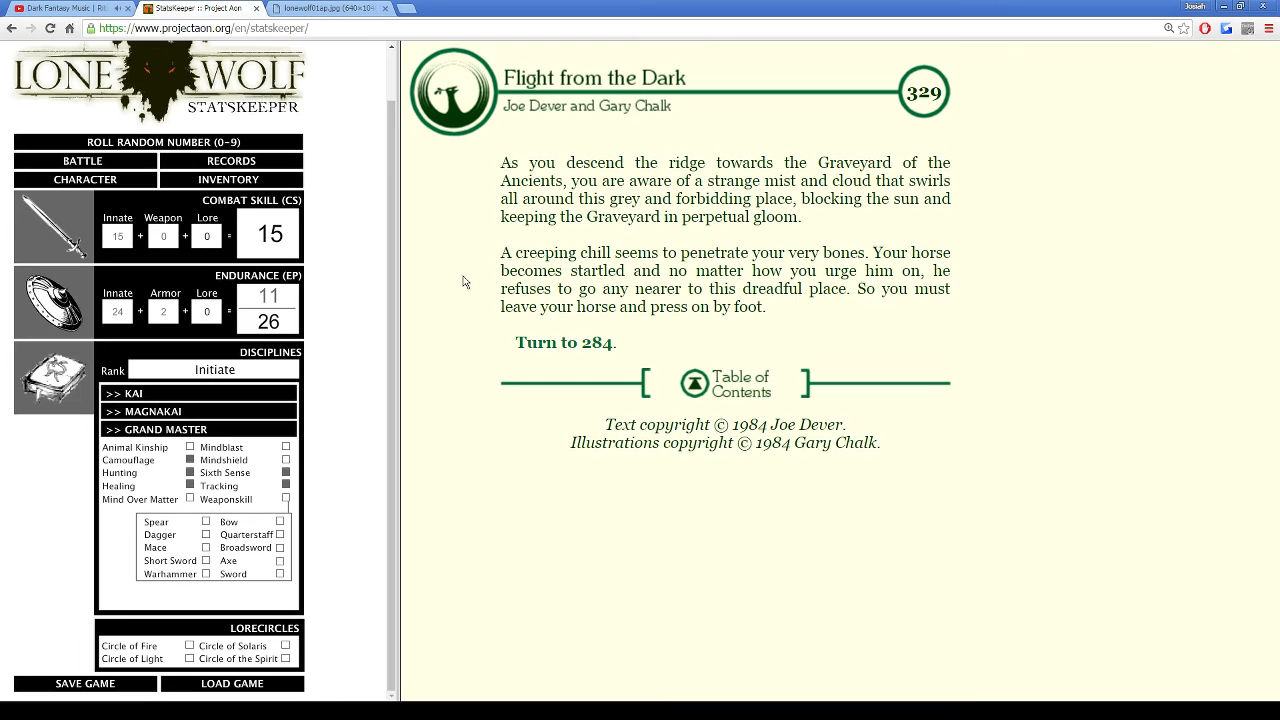 Dark Fantasy Music | Rit
StatsKeeper :: Project Aon
lonewolf01ap.jpg (640×104
Josiah
https://www.projectaon.org/en/statskeeper/
LONE WOLF
STATSKEEPER
ROLL RANDOM NUMBER (0-9)
BATTLE RECORDS
CHARACTER INVENTORY
COMBAT SKILL (CS)
Innate Weapon Lore
15 + 0 + 0 = 15
ENDURANCE (EP)
Innate Armor Lore
11
24 + 2 + 0 =
26
DISCIPLINES
Rank Initiate
>> KAI
>> MAGNAKAI
>> GRAND MASTER
Animal Kinship Mindblast
Camouflage Mindshield
Hunting Sixth Sense
Healing Tracking
Mind Over Matter Weaponskill
Spear Bow
Dagger Quarterstaff
Mace Broadsword
Short Sword Axe
Warhammer Sword
LORECIRCLES
Circle of Fire Circle of Solaris
Circle of Light Circle of the Spirit
SAVE GAME LOAD GAME
Flight from the Dark
329
Joe Dever and Gary Chalk
As you descend the ridge towards the Graveyard of the
Ancients, you are aware of a strange mist and cloud that swirls
all around this grey and forbidding place, blocking the sun and
keeping the Graveyard in perpetual gloom.
A creeping chill seems to penetrate your very bones. Your horse
becomes startled and no matter how you urge him on, he
refuses to go any nearer to this dreadful place. So you must
leave your horse and press on by foot.
Turn to 284.
Table of
Contents
Text copyright © 1984 Joe Dever.
Illustrations copyright © 1984 Gary Chalk.